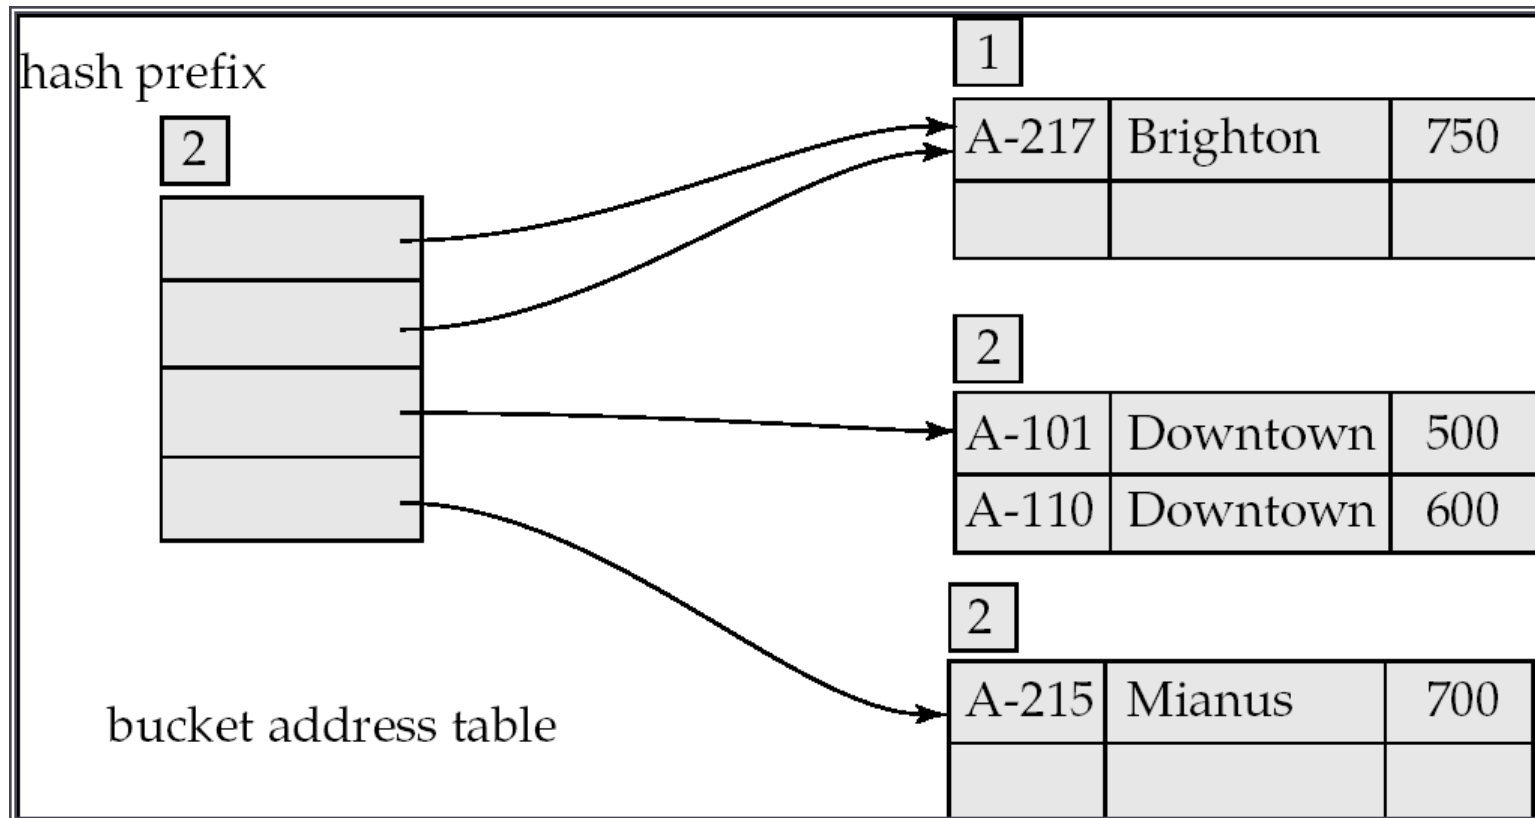 hash prefix
2
bucket address table
1
A-217 Brighton 750
2
A-101 Downtown 500
A-110 Downtown 600
2
A-215 Mianus 700